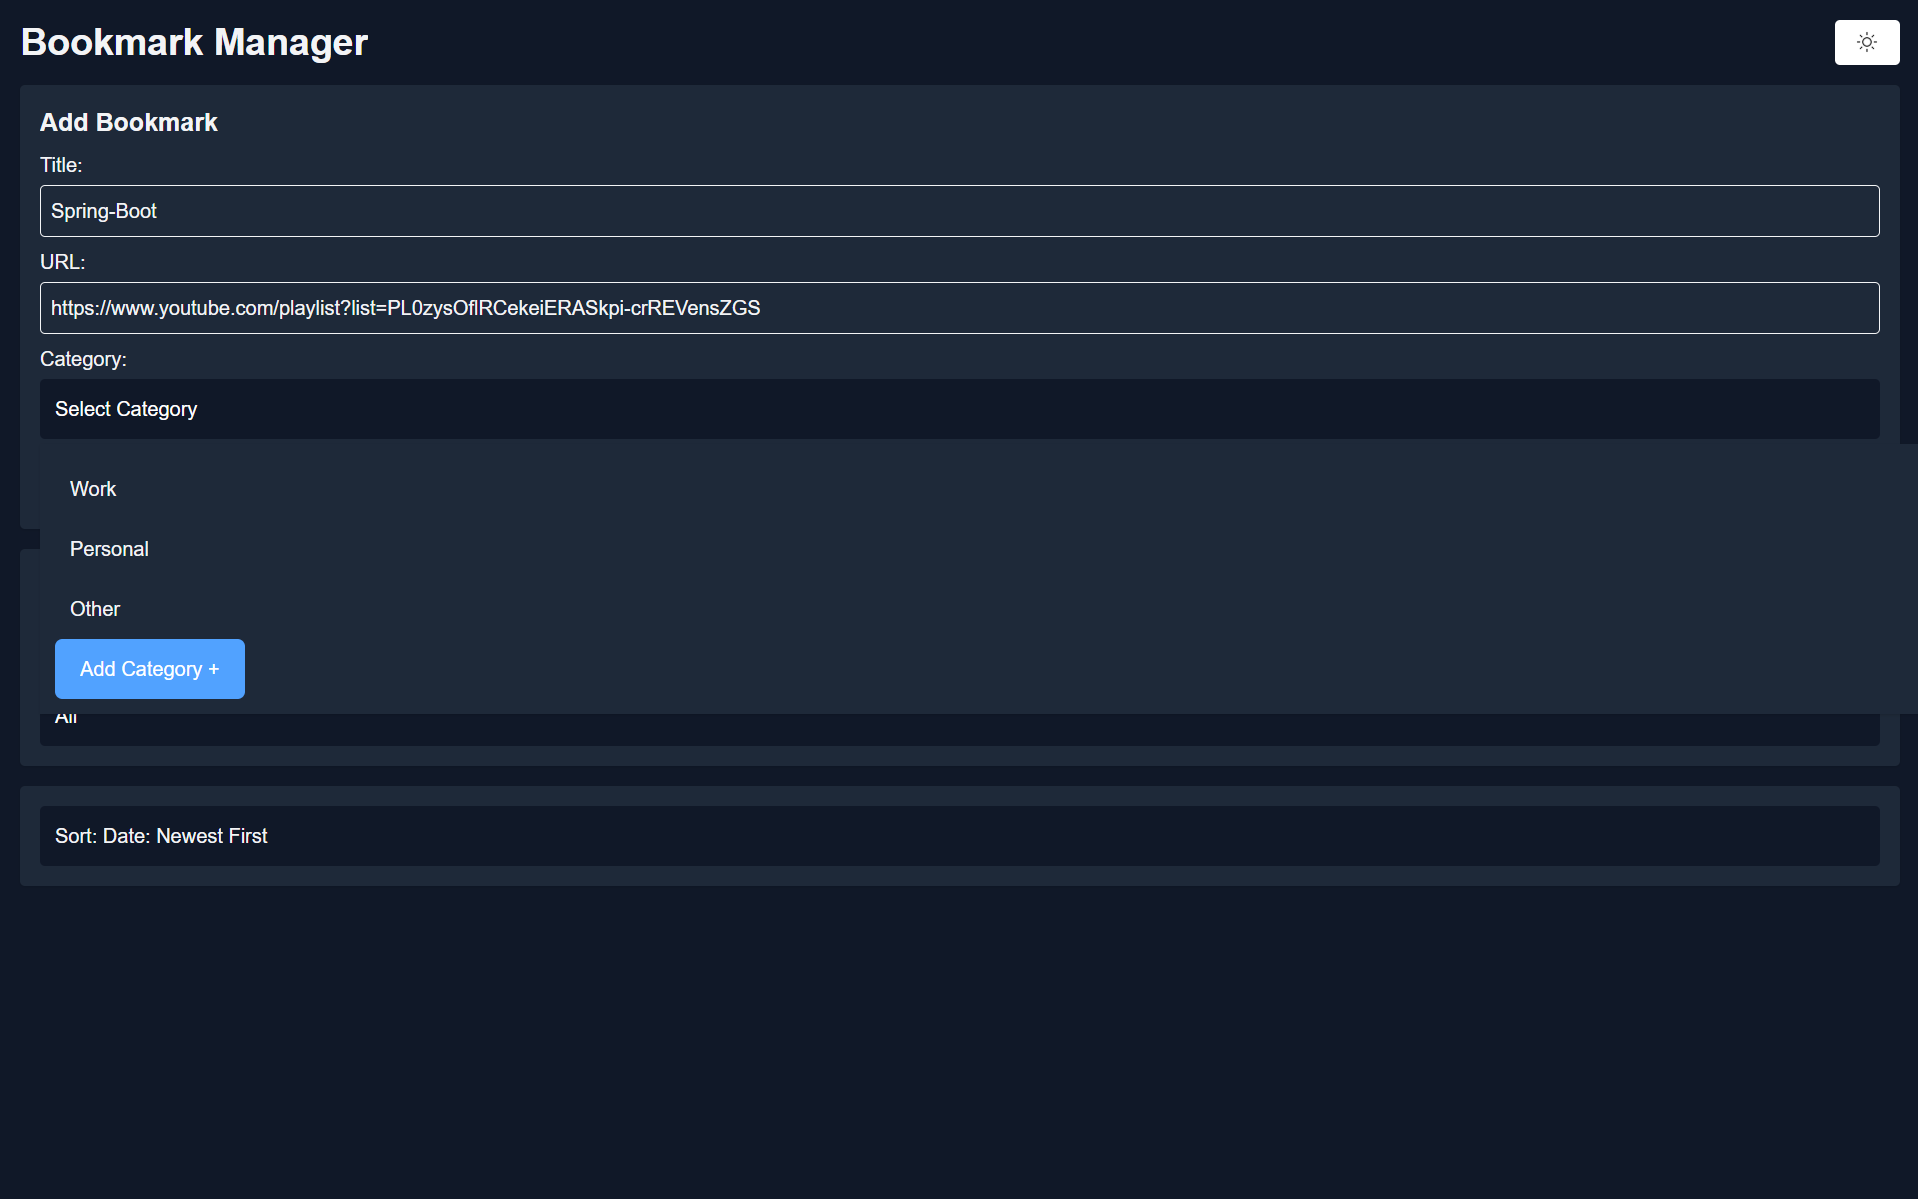 Bookmark Manager
Add Bookmark
Title:
Spring-Boot
URL:
https://www.youtube.com/playlist?list=PL0zysOflRCekeiERASkpi-crREVensZGS
Category:
Select Category
Work
Personal
Other
Add Category +
All
Sort: Date: Newest First